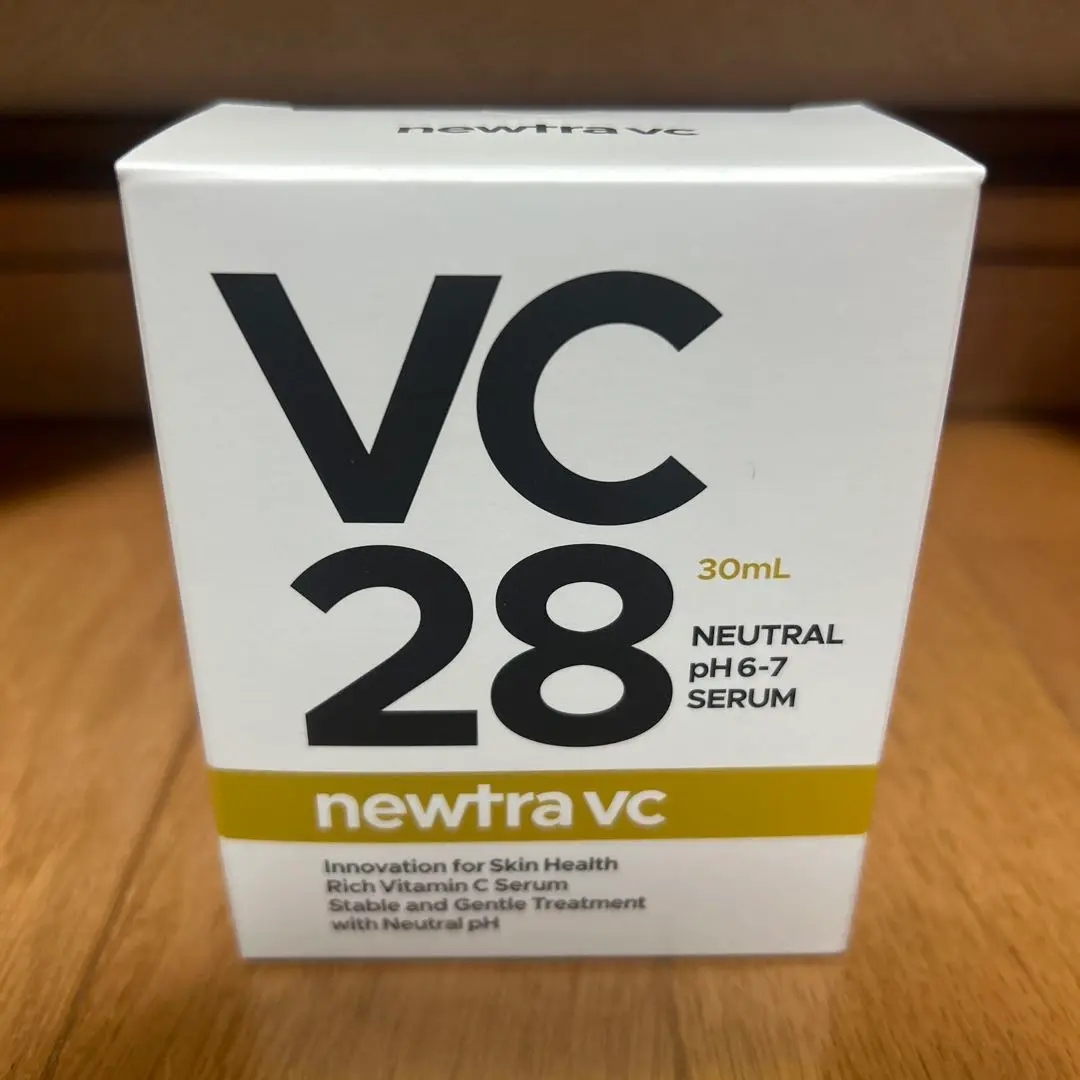 newtra vc
VC
28
30mL
NEUTRAL
pH 6-7
SERUM
newtra vc
Innovation for Skin Health
Rich Vitamin C Serum
Stable and Gentle Treatment
with Neutral pH